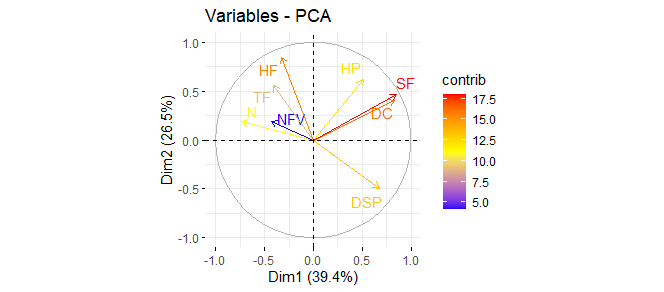 Variables - PCA
1.0
0.5
0.0
-0.5
-1.0
Dim2 (26.5%)
HF
HP
SF
TF
DC
N
NFV
DSP
-1.0 -0.5 0.0 0.5 1.0
Dim1 (39.4%)
contrib
17.5
15.0
12.5
10.0
7.5
5.0